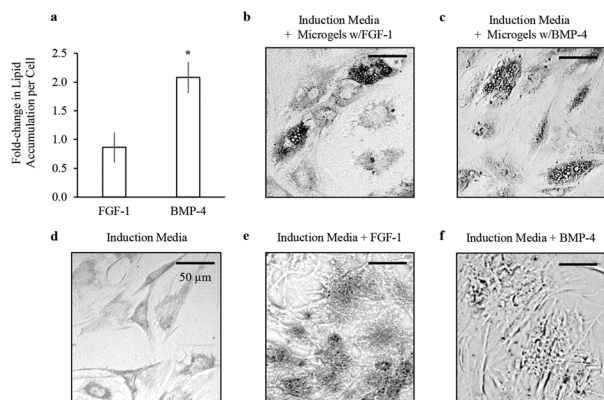 a
Fold-change in Lipid
Accumulation per Cell
2.5
2.0
1.5
1.0
0.5
0.0
*
FGF-1
BMP-4
b
Induction Media
+ Microgels w/FGF-1
c
Induction Media
+ Microgels w/BMP-4
d
Induction Media
50 µm
e
Induction Media + FGF-1
f
Induction Media + BMP-4